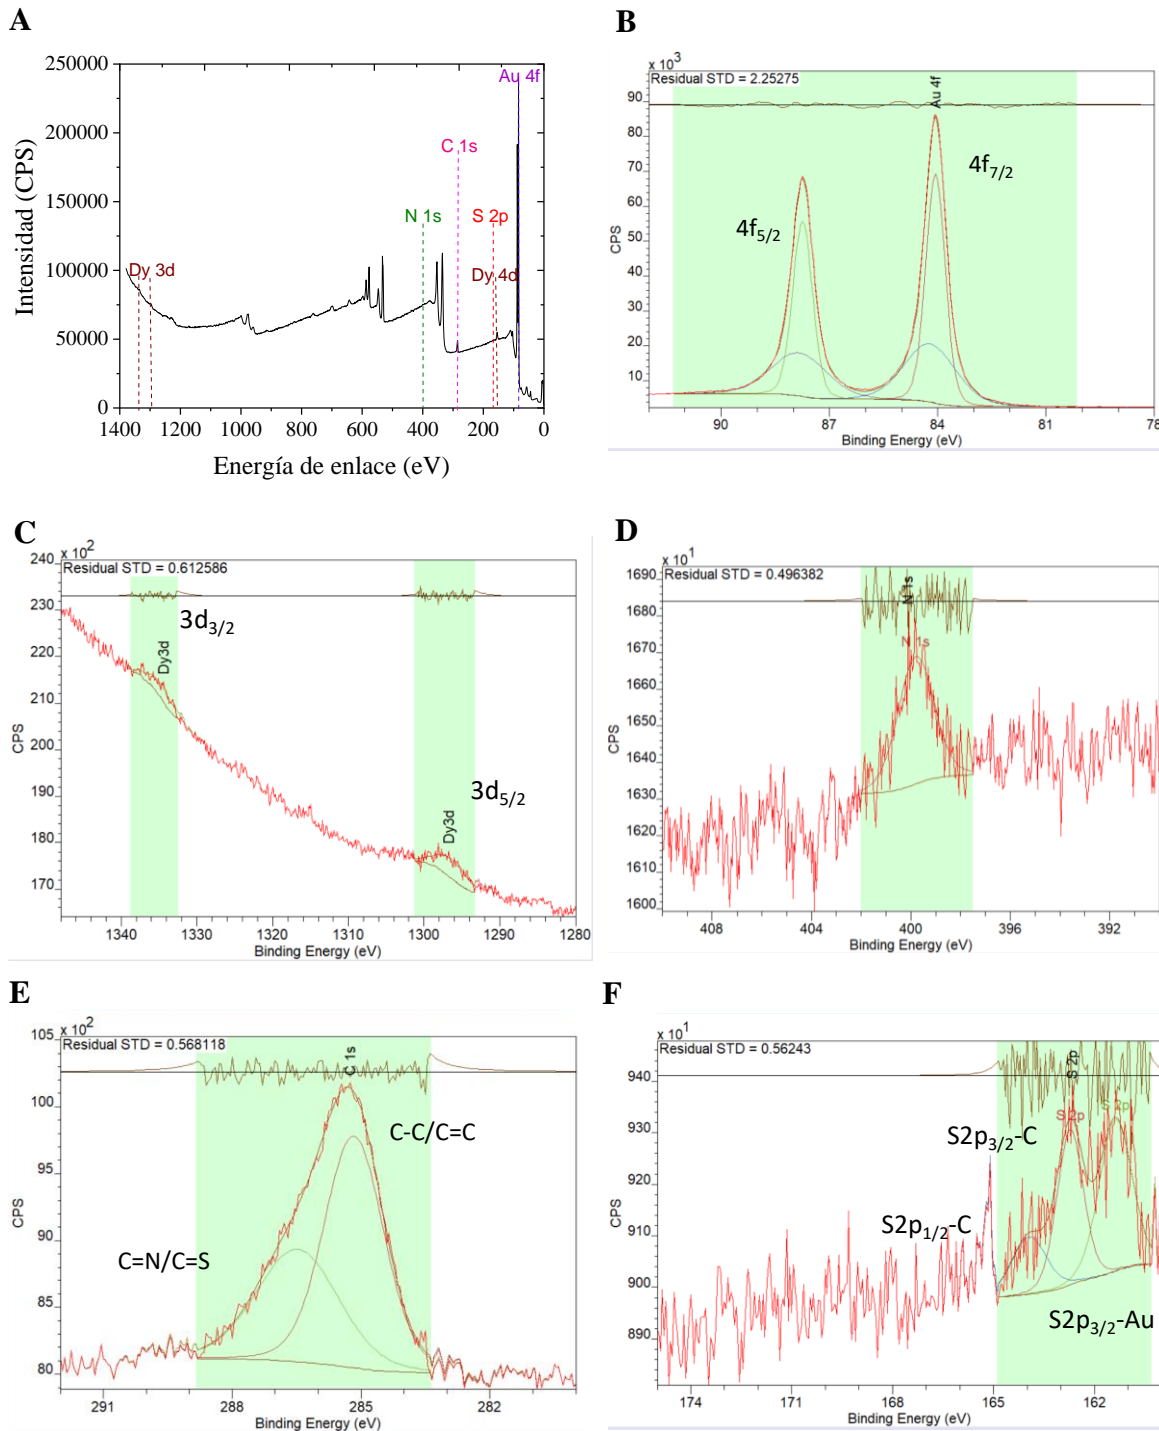 A
250000
200000
150000
100000
50000
0
1400 1200 1000 800 600 400 200 0
Intensidad (CPS)
Energía de enlace (eV)
Au 4f
C 1s
N 1s
S 2p
Dy 3d
Dy 4d
B
x 10³
Residual STD = 2.25275
Au 4f
90
80
70
60
50
40
30
20
10
CPS
4f7/2
4f5/2
90 87 84 81 78
Binding Energy (eV)
C
x 10²
Residual STD = 0.612586
240
230
220
210
200
190
180
170
CPS
3d3/2
Dy3d
3d5/2
Dy3d
1340 1330 1320 1310 1300 1290 1280
Binding Energy (eV)
D
x 10¹
Residual STD = 0.496382
N 1s
N 1s
1690
1680
1670
1660
1650
1640
1630
1620
1610
1600
CPS
408 404 400 396 392
Binding Energy (eV)
E
x 10²
Residual STD = 0.568118
C 1s
105
100
95
90
85
80
CPS
C-C/C=C
C=N/C=S
291 288 285 282
Binding Energy (eV)
F
x 10¹
Residual STD = 0.56243
S 2p
S 2p
S 2p
940
930
920
910
900
890
CPS
S2p3/2-C
S2p1/2-C
S2p3/2-Au
174 171 168 165 162
Binding Energy (eV)